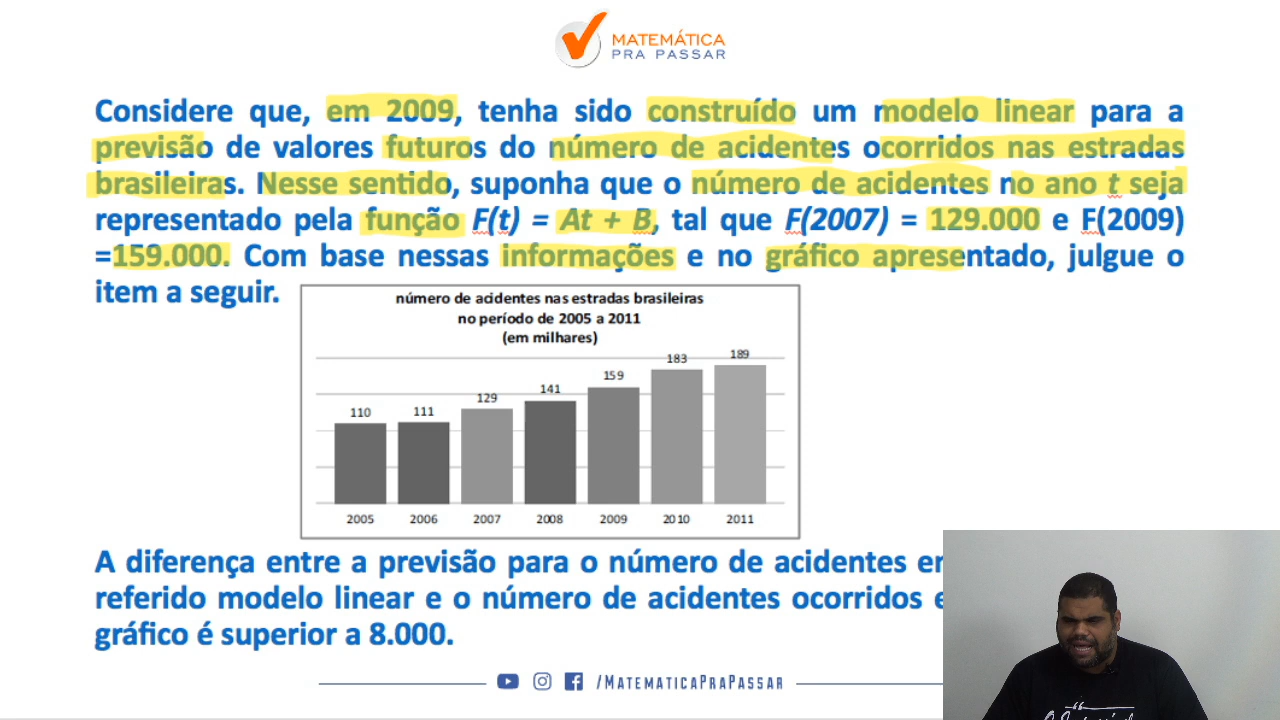 MATEMÁTICA
PRA PASSAR
Considere que, em 2009, tenha sido construído um modelo linear para a
previsão de valores futuros do número de acidentes ocorridos nas estradas
brasileiras. Nesse sentido, suponha que o número de acidentes no ano t seja
representado pela função F(t) = At + B, tal que F(2007) = 129.000 e F(2009)
=159.000. Com base nessas informações e no gráfico apresentado, julgue o
item a seguir.
número de acidentes nas estradas brasileiras
no período de 2005 a 2011
(em milhares)
110 111 129 141 159 183 189
2005 2006 2007 2008 2009 2010 2011
A diferença entre a previsão para o número de acidentes
referido modelo linear e o número de acidentes ocorridos
gráfico é superior a 8.000.
/MATEMATICAPRAPASSAR